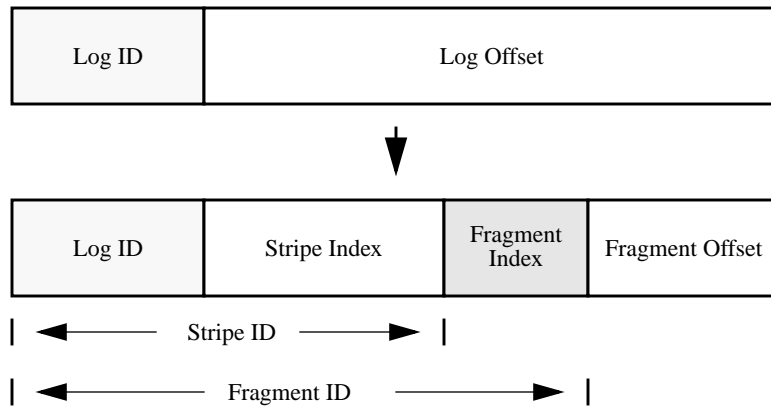 Log ID
Log Offset
Log ID
Stripe Index
Fragment
Index
Fragment Offset
Stripe ID
Fragment ID